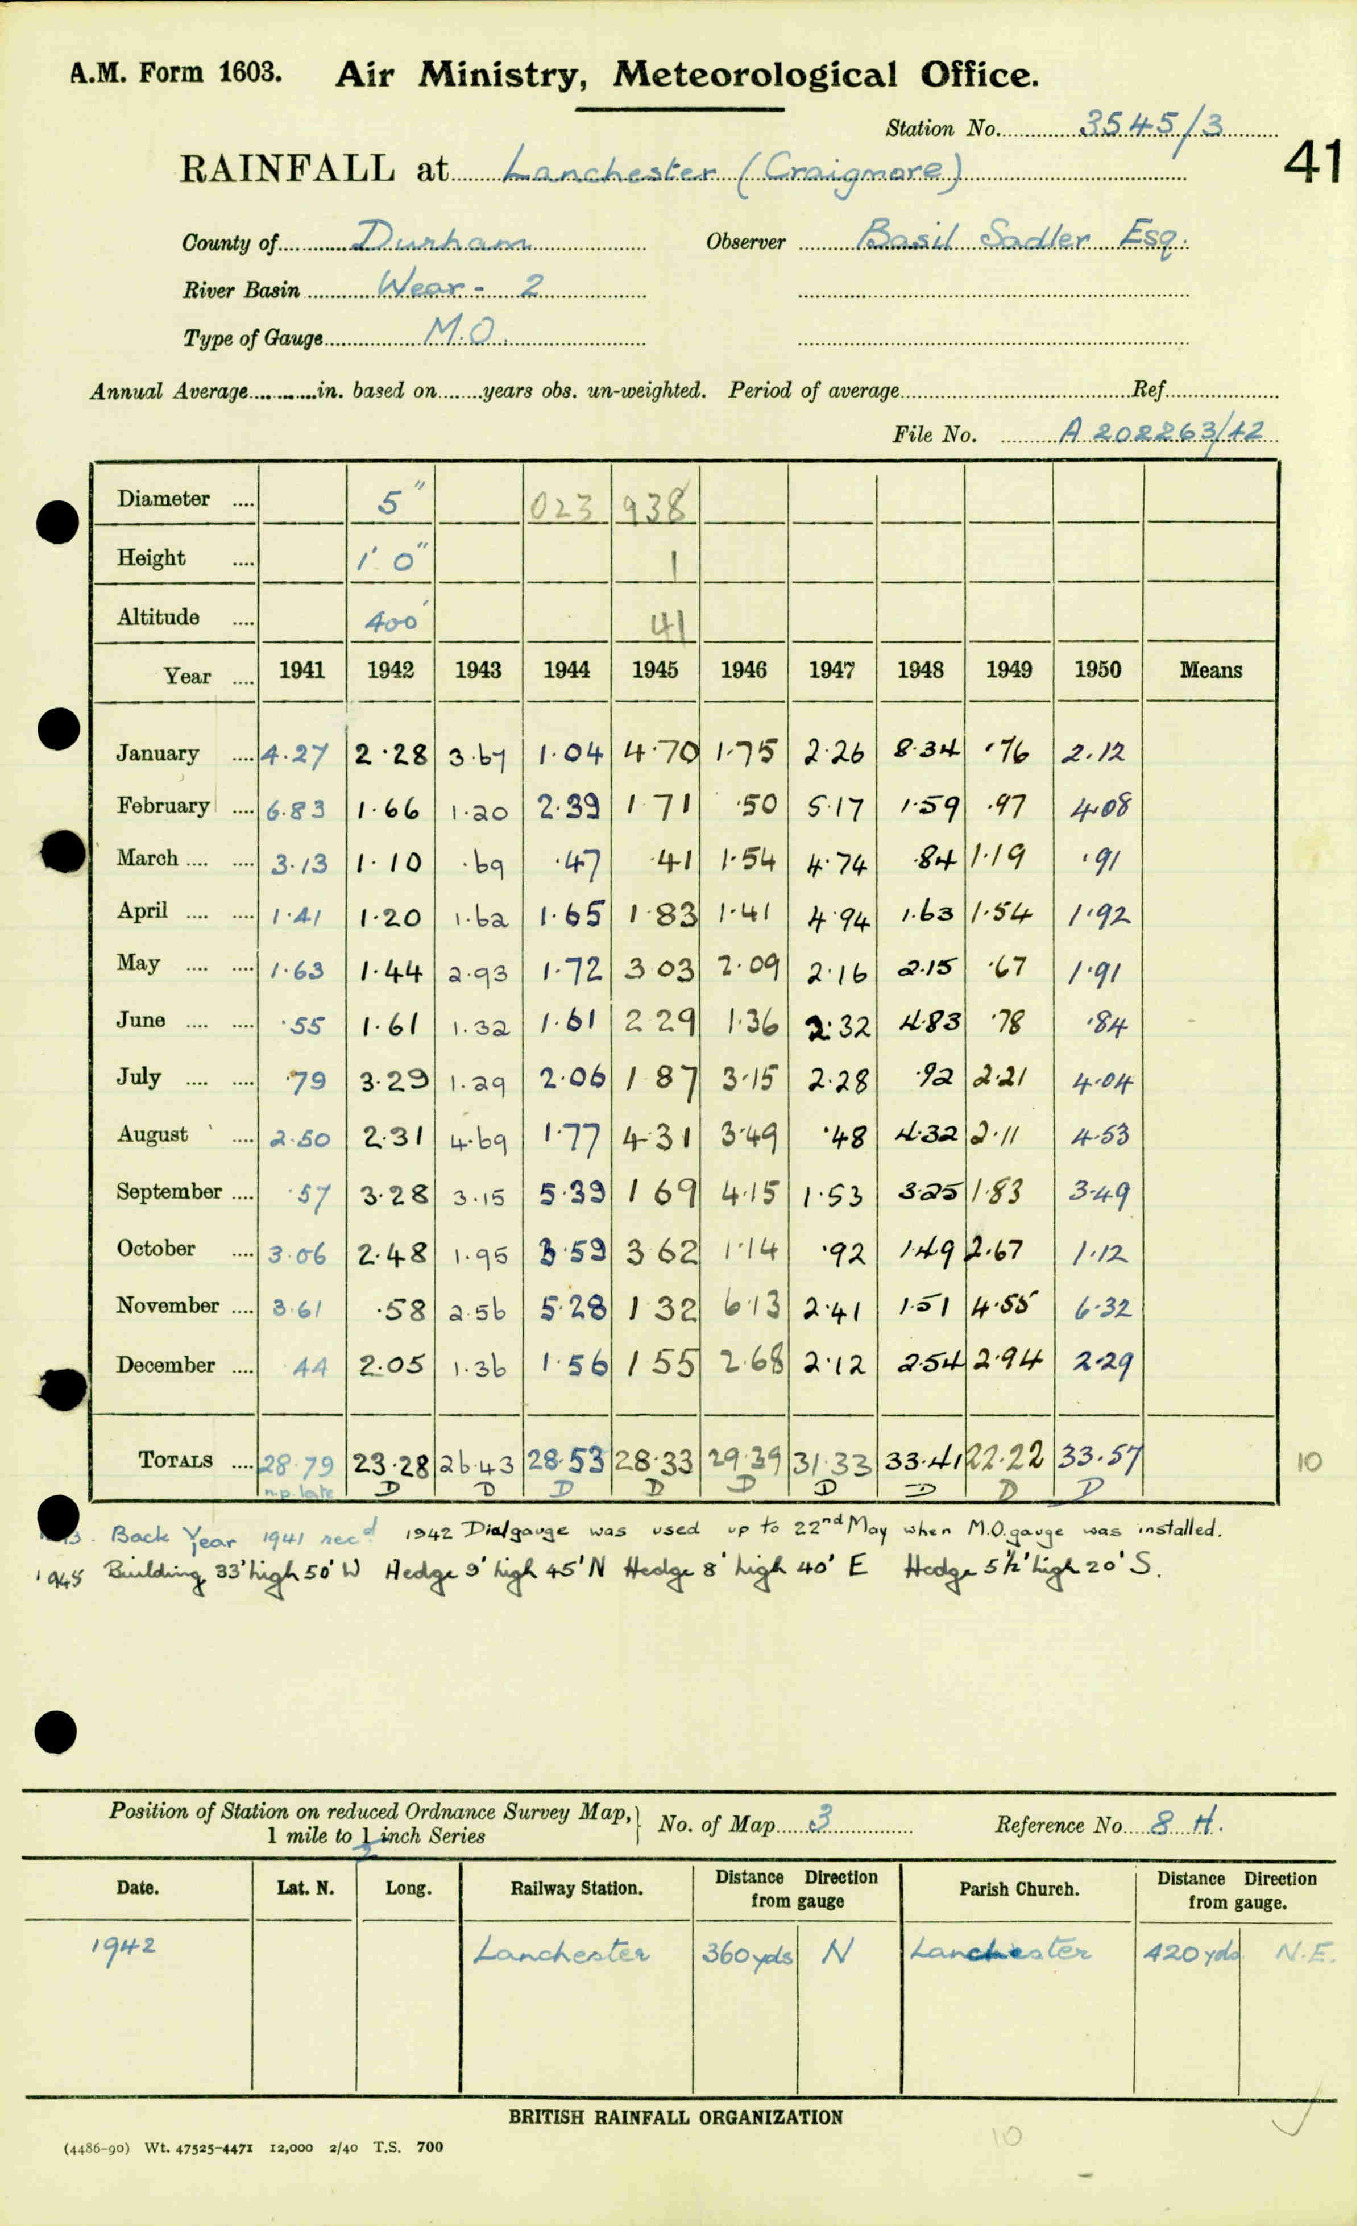 A.M. Form 1603. Air Ministry, Meteorological Office.
Station No. 3545/3
41
RAINFALL at Lanchester (Craigmore)
County of Durham Observer Basil Sadler Esq.
River Basin Wear - 2
Type of Gauge M.O.
Annual Average in. based on years obs. un-weighted. Period of average Ref.
File No. A 202263/42
Diameter .... 5" 023 938
Height .... 1' 0" 1
Altitude .... 400' 41
Year .... 1941 1942 1943 1944 1945 1946 1947 1948 1949 1950 Means
January .... 4.27 2.28 3.67 1.04 4.70 1.75 2.26 8.34 .76 2.12
February .... 6.83 1.66 1.20 2.39 1 71 .50 5.17 1.59 .97 4.08
March .... .... 3.13 1.10 .69 .47 .41 1.54 4.74 .84 1.19 .91
April .... .... 1.41 1.20 1.62 1.65 1.83 1.41 4.94 1.63 1.54 1.92
May .... .... 1.63 1.44 2.93 1.72 3 03 2.09 2.16 2.15 .67 1.91
June .... .... .55 1.61 1.32 1.61 2 29 1.36 2.32 4.83 .78 .84
July .... .... .79 3.29 1.29 2.06 1 87 3.15 2.28 .92 2.21 4.04
August .... 2.50 2.31 4.69 1.77 4.31 3.49 .48 4.32 2.11 4.53
September .... .57 3.28 3.15 5.39 1 69 4.15 1.53 3.25 1.83 3.49
October .... 3.06 2.48 1.95 3.59 3 62 1.14 .92 1.49 2.67 1.12
November .... 3.61 .58 2.56 5.28 1 32 6.13 2.41 1.51 4.55 6.32
December .... .44 2.05 1.36 1.56 1 55 2.68 2.12 2.54 2.94 2.29
TOTALS .... 28.79 23.28 26.43 28.53 28.33 29.39 31.33 33.41 22.22 33.57 10
n.p. late D D D D D D D D D
Back Year 1941 recd 1942 Dial gauge was used up to 22nd May when M.O. gauge was installed.
1945 Building 33' high 50' W Hedge 9' high 45' N Hedge 8' high 40' E Hedge 5½' high 20' S.
Position of Station on reduced Ordnance Survey Map, 1 mile to 1 inch Series No. of Map 3 Reference No. 8 H.
2
Date. Lat. N. Long. Railway Station. Distance Direction from gauge Parish Church. Distance Direction from gauge.
1942 Lanchester 360 yds N Lanchester 420 yds N.E.
BRITISH RAINFALL ORGANIZATION
(4486-90) Wt. 47525-4471 12,000 2/40 T.S. 700
10